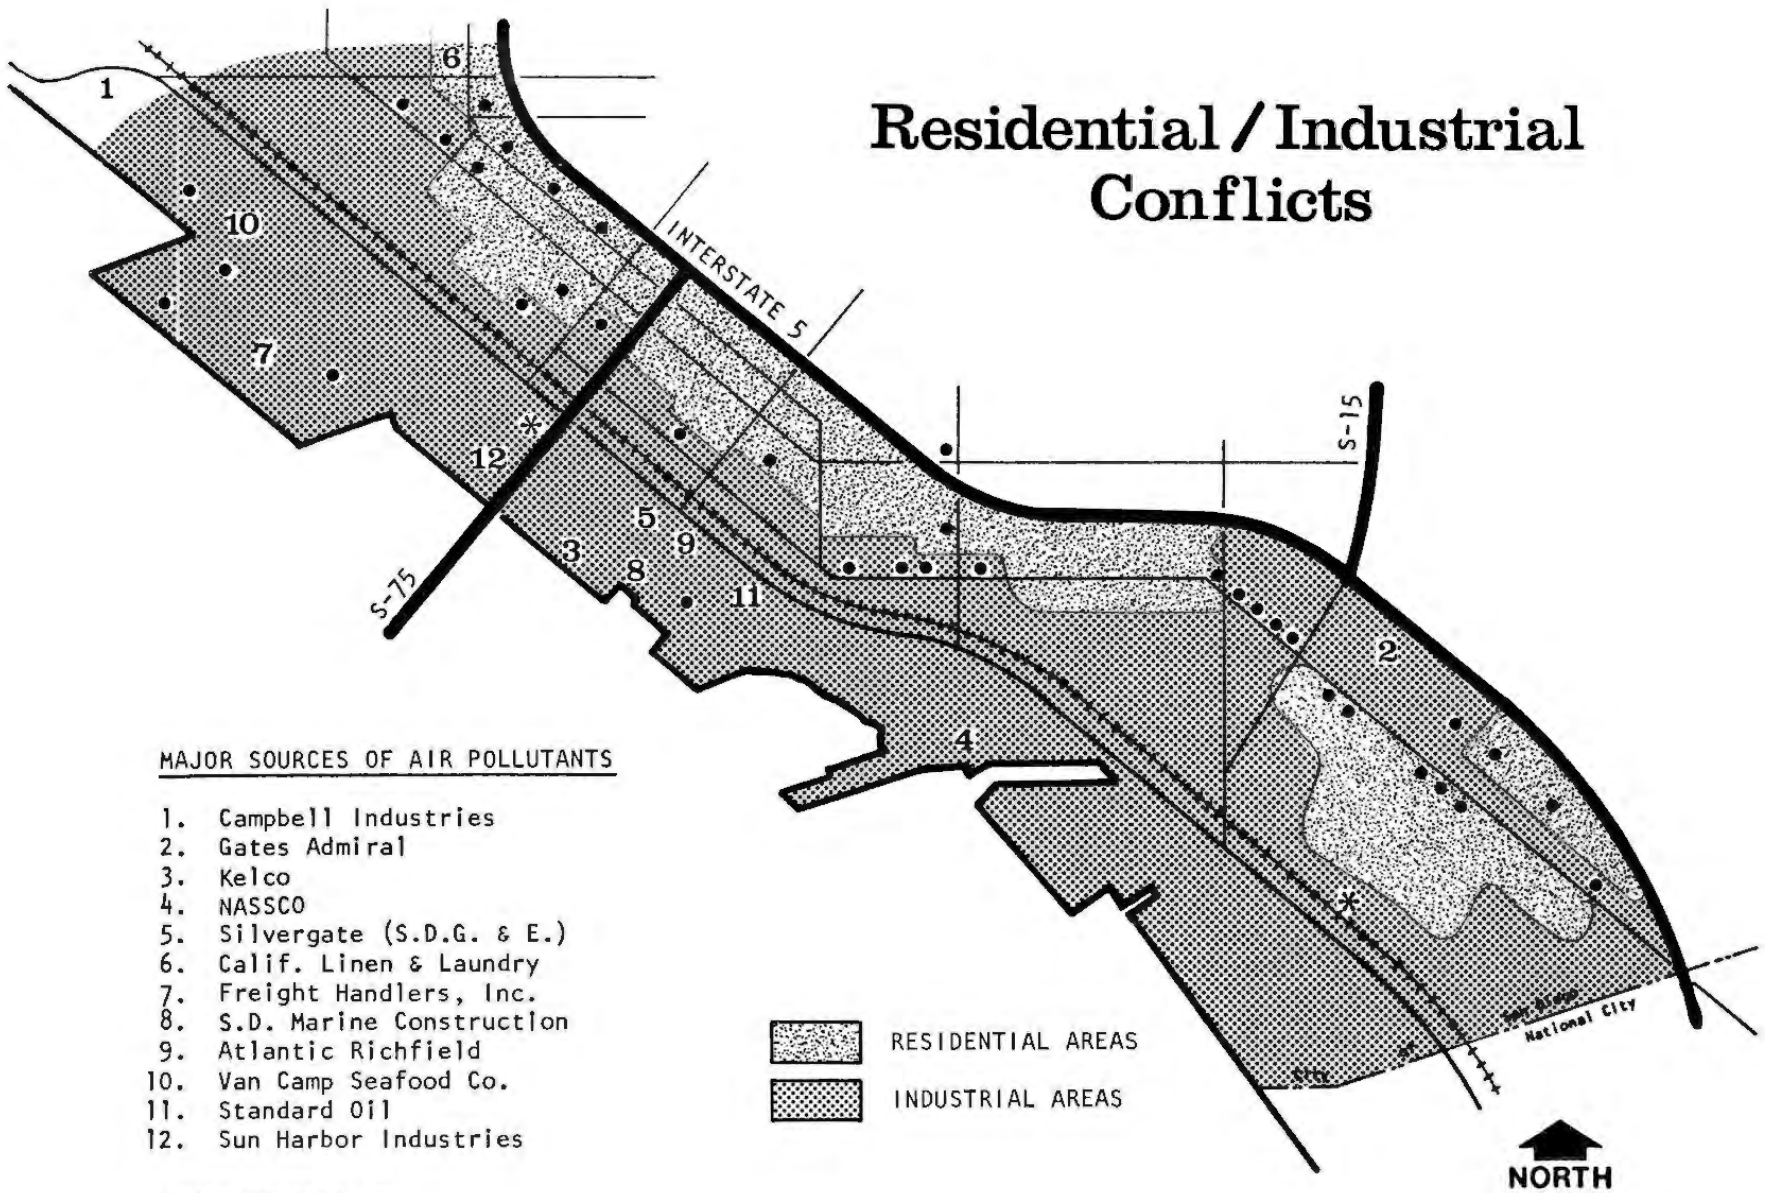 Residential / Industrial
Conflicts
1
6
10
7
INTERSTATE 5
*
12
S-15
5
3
9
8
11
S-75
2
4
*
MAJOR SOURCES OF AIR POLLUTANTS
1. Campbell Industries
2. Gates Admiral
3. Kelco
4. NASSCO
5. Silvergate (S.D.G. & E.)
6. Calif. Linen & Laundry
7. Freight Handlers, Inc.
8. S.D. Marine Construction
9. Atlantic Richfield
10. Van Camp Seafood Co.
11. Standard Oil
12. Sun Harbor Industries
RESIDENTIAL AREAS
INDUSTRIAL AREAS
City of San Diego
National City
NORTH